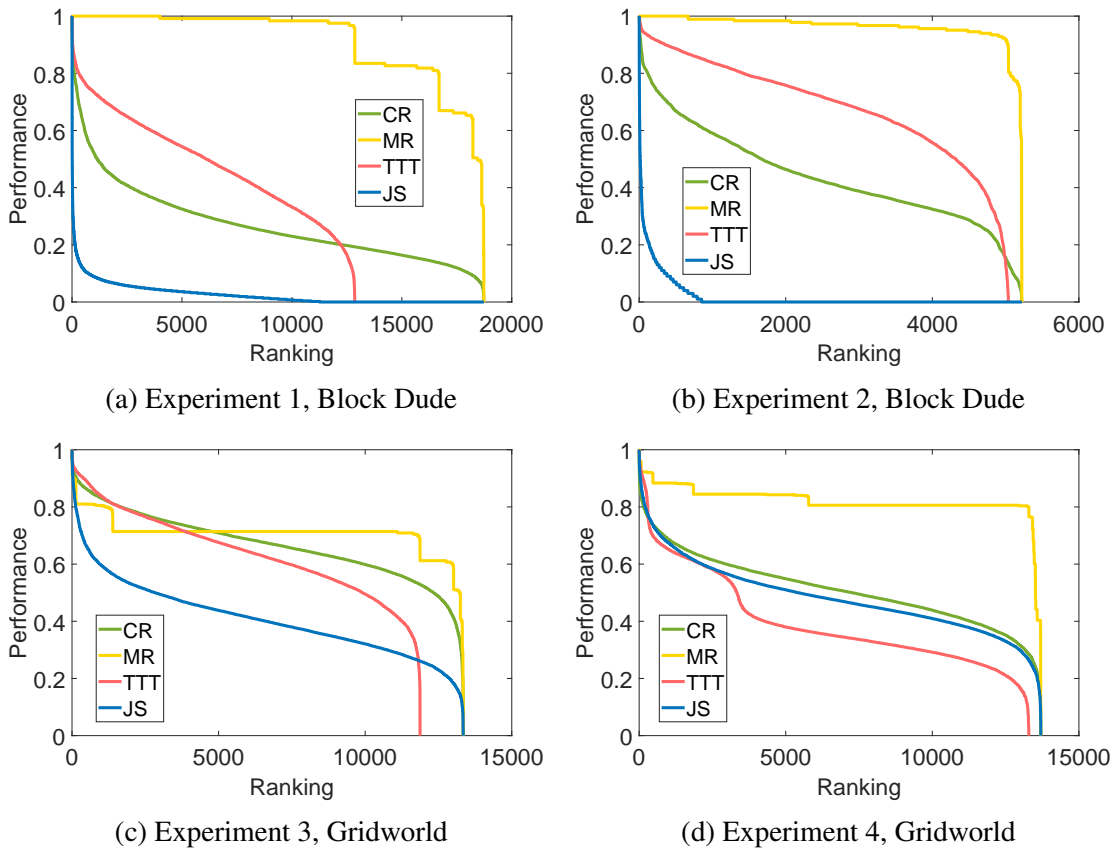 1
0.8
0.6
0.4
0.2
0
Performance
CR
MR
TTT
JS
0 5000 10000 15000 20000
Ranking
(a) Experiment 1, Block Dude
1
0.8
0.6
0.4
0.2
0
Performance
CR
MR
TTT
JS
0 2000 4000 6000
Ranking
(b) Experiment 2, Block Dude
1
0.8
0.6
0.4
0.2
0
Performance
CR
MR
TTT
JS
0 5000 10000 15000
Ranking
(c) Experiment 3, Gridworld
1
0.8
0.6
0.4
0.2
0
Performance
CR
MR
TTT
JS
0 5000 10000 15000
Ranking
(d) Experiment 4, Gridworld